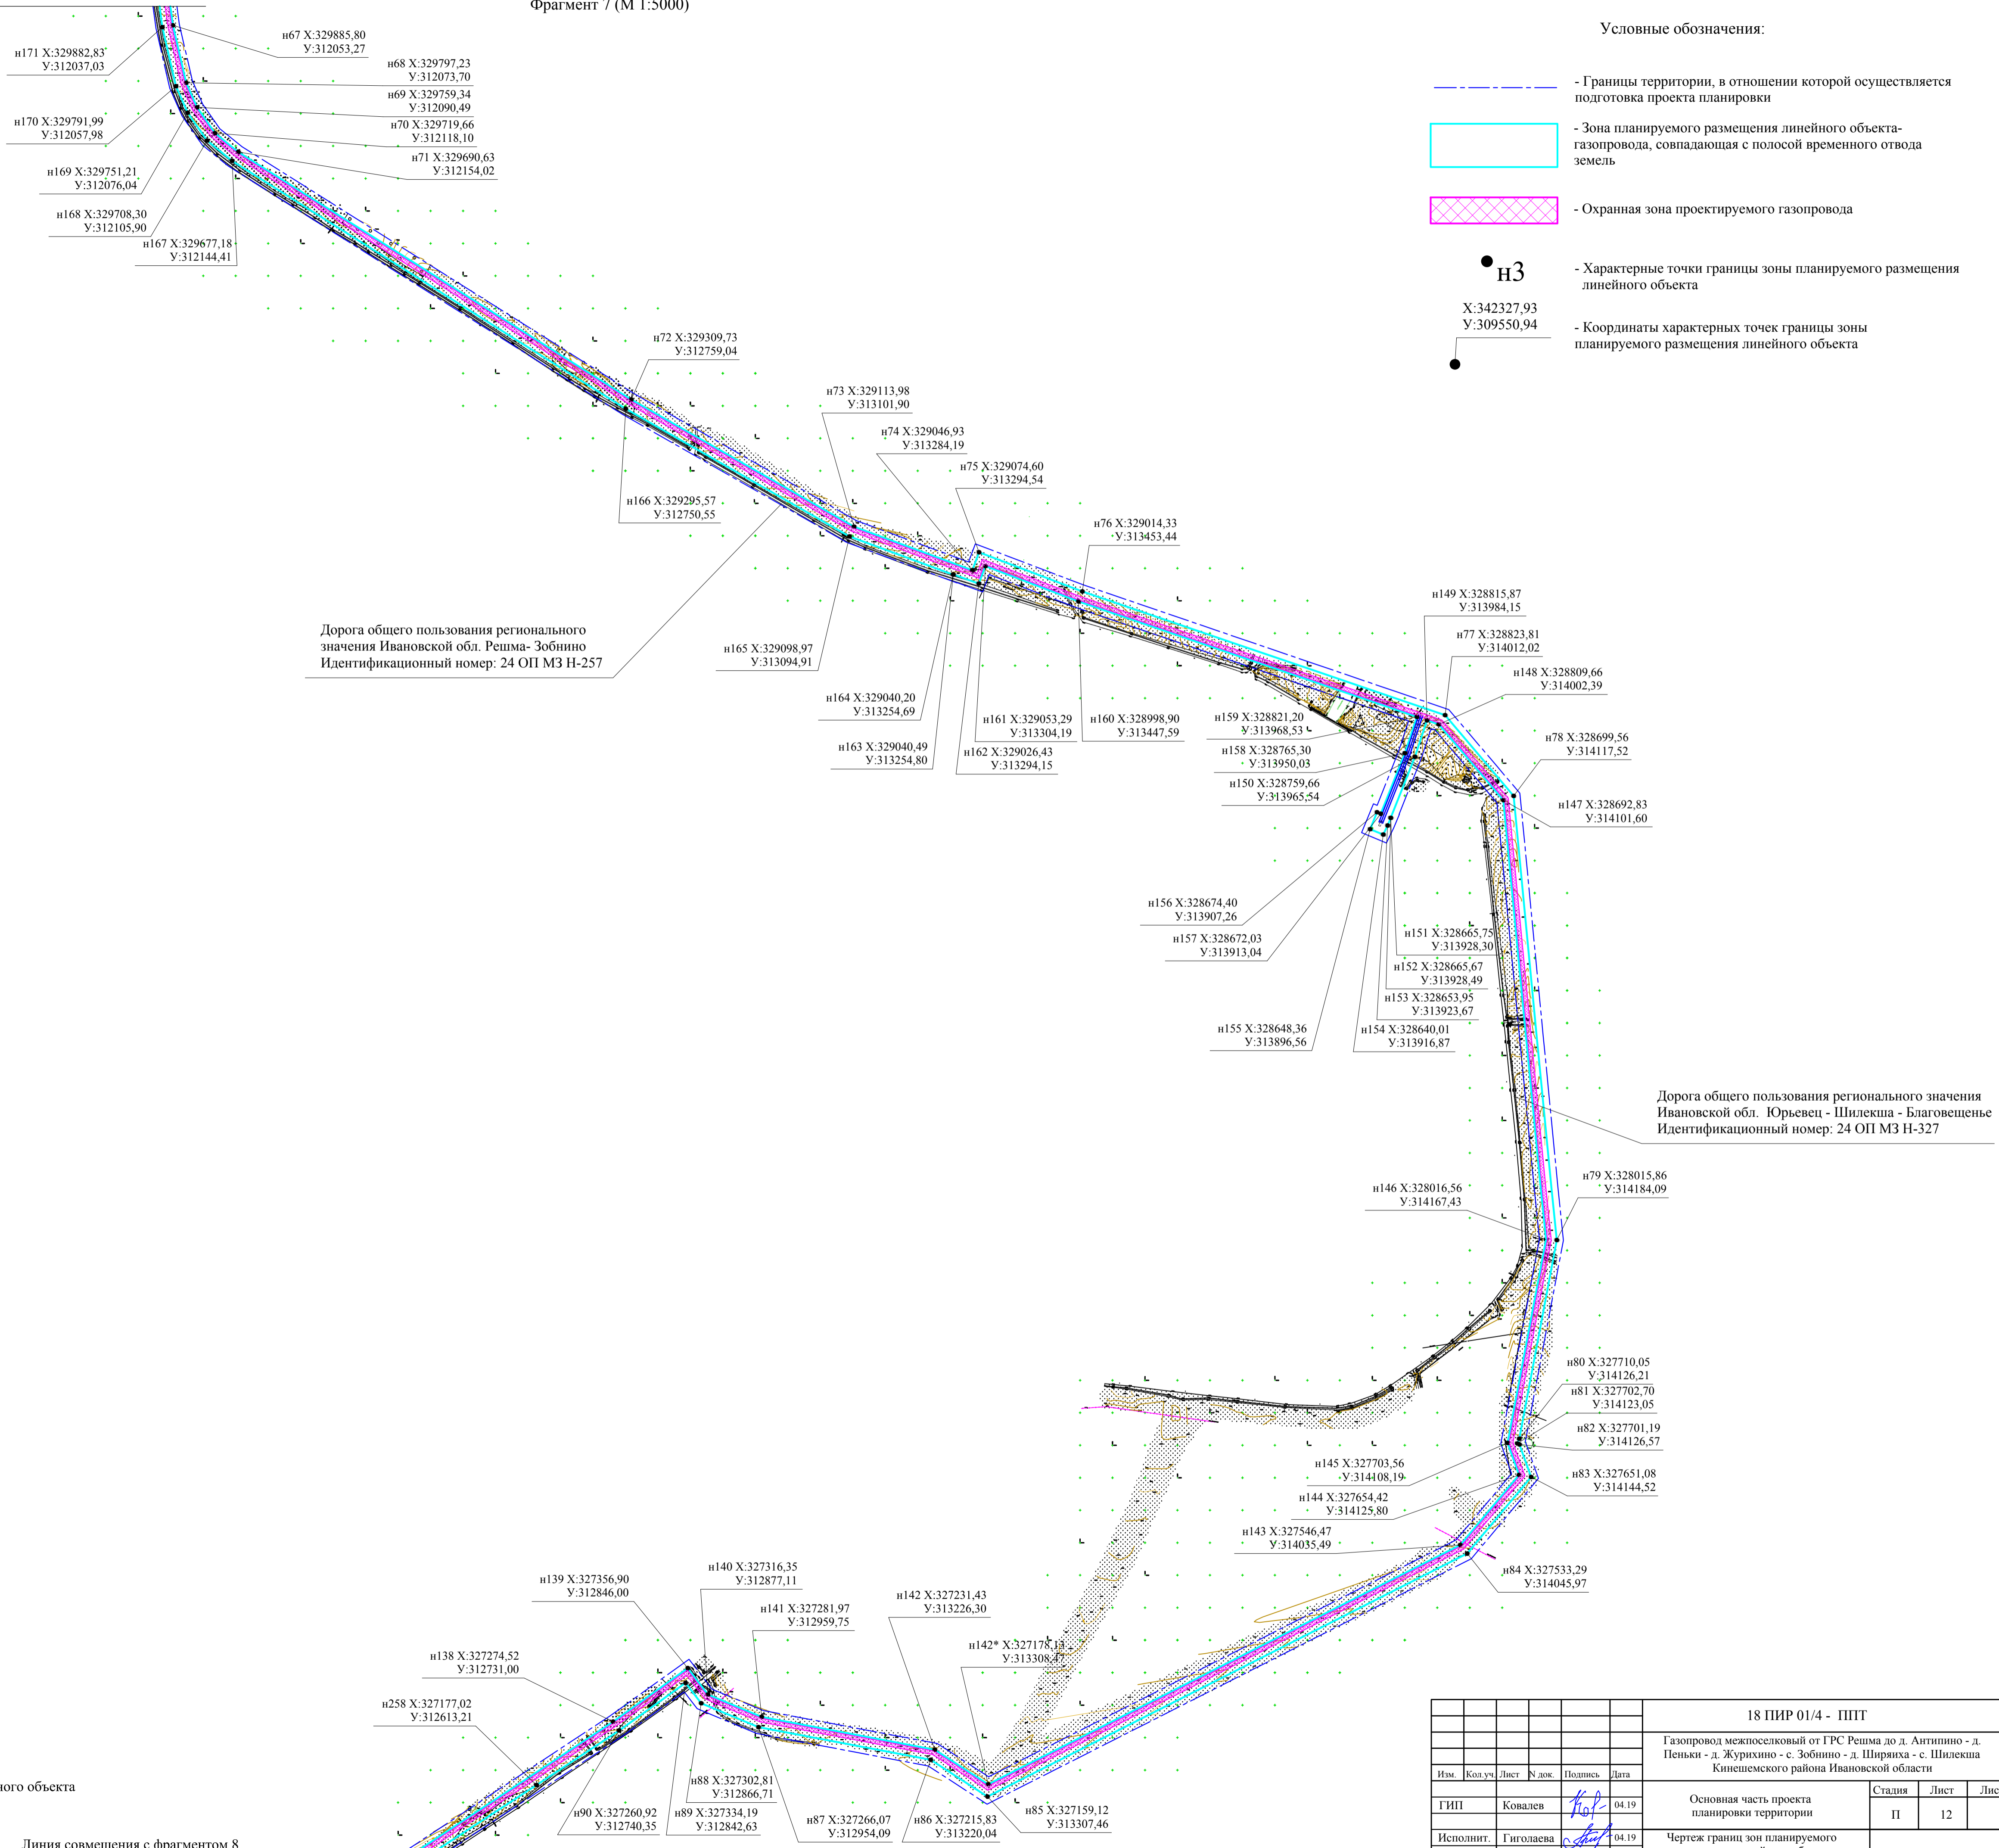 Фрагмент 7 (М 1:5000)
Условные обозначения:
- Границы территории, в отношении которой осуществляется
подготовка проекта планировки
- Зона планируемого размещения линейного объекта-
газопровода, совпадающая с полосой временного отвода
земель
- Охранная зона проектируемого газопровода
н3
- Характерные точки границы зоны планируемого размещения
линейного объекта
Х:342327,93
У:309550,94
- Координаты характерных точек границы зоны
планируемого размещения линейного объекта
н171 Х:329882,83
У:312037,03
н67 Х:329885,80
У:312053,27
н68 Х:329797,23
У:312073,70
н69 Х:329759,34
У:312090,49
н170 Х:329791,99
У:312057,98
н70 Х:329719,66
У:312118,10
н71 Х:329690,63
У:312154,02
н169 Х:329751,21
У:312076,04
н168 Х:329708,30
У:312105,90
н167 Х:329677,18
У:312144,41
н72 Х:329309,73
У:312759,04
н73 Х:329113,98
У:313101,90
н74 Х:329046,93
У:313284,19
н75 Х:329074,60
У:313294,54
н166 Х:329295,57
У:312750,55
н76 Х:329014,33
У:313453,44
Дорога общего пользования регионального
значения Ивановской обл. Решма- Зобнино
Идентификационный номер: 24 ОП МЗ Н-257
н165 Х:329098,97
У:313094,91
н164 Х:329040,20
У:313254,69
н163 Х:329040,49
У:313254,80
н161 Х:329053,29
У:313304,19
н162 Х:329026,43
У:313294,15
н160 Х:328998,90
У:313447,59
н149 Х:328815,87
У:313984,15
н77 Х:328823,81
У:314012,02
н148 Х:328809,66
У:314002,39
н159 Х:328821,20
У:313968,53
н158 Х:328765,30
У:313950,03
н150 Х:328759,66
У:313965,54
н78 Х:328699,56
У:314117,52
н147 Х:328692,83
У:314101,60
н156 Х:328674,40
У:313907,26
н157 Х:328672,03
У:313913,04
н151 Х:328665,75
У:313928,30
н152 Х:328665,67
У:313928,49
н153 Х:328653,95
У:313923,67
н155 Х:328648,36
У:313896,56
н154 Х:328640,01
У:313916,87
Дорога общего пользования регионального значения
Ивановской обл. Юрьевец - Шилекша - Благовещенье
Идентификационный номер: 24 ОП МЗ Н-327
н146 Х:328016,56
У:314167,43
н79 Х:328015,86
У:314184,09
н80 Х:327710,05
У:314126,21
н81 Х:327702,70
У:314123,05
н82 Х:327701,19
У:314126,57
н145 Х:327703,56
У:314108,19
н83 Х:327651,08
У:314144,52
н144 Х:327654,42
У:314125,80
н143 Х:327546,47
У:314035,49
н84 Х:327533,29
У:314045,97
н139 Х:327356,90
У:312846,00
н140 Х:327316,35
У:312877,11
н141 Х:327281,97
У:312959,75
н142 Х:327231,43
У:313226,30
н142* Х:327178,13
У:313308,47
н138 Х:327274,52
У:312731,00
н258 Х:327177,02
У:312613,21
н88 Х:327302,81
У:312866,71
н90 Х:327260,92
У:312740,35
н89 Х:327334,19
У:312842,63
н87 Х:327266,07
У:312954,09
н86 Х:327215,83
У:313220,04
н85 Х:327159,12
У:313307,46
ного объекта
Линия совмещения с фрагментом 8
18 ПИР 01/4 - ППТ
Газопровод межпоселковый от ГРС Решма до д. Антипино - д.
Пеньки - д. Журихино - с. Зобнино - д. Ширяиха - с. Шилекша
Кинешемского района Ивановской области
Изм. Кол.уч. Лист N док. Подпись Дата
ГИП Ковалев 04.19
Основная часть проекта
планировки территории
Стадия Лист Лис
П 12
Исполнит. Гиголаева 04.19
Чертеж границ зон планируемого